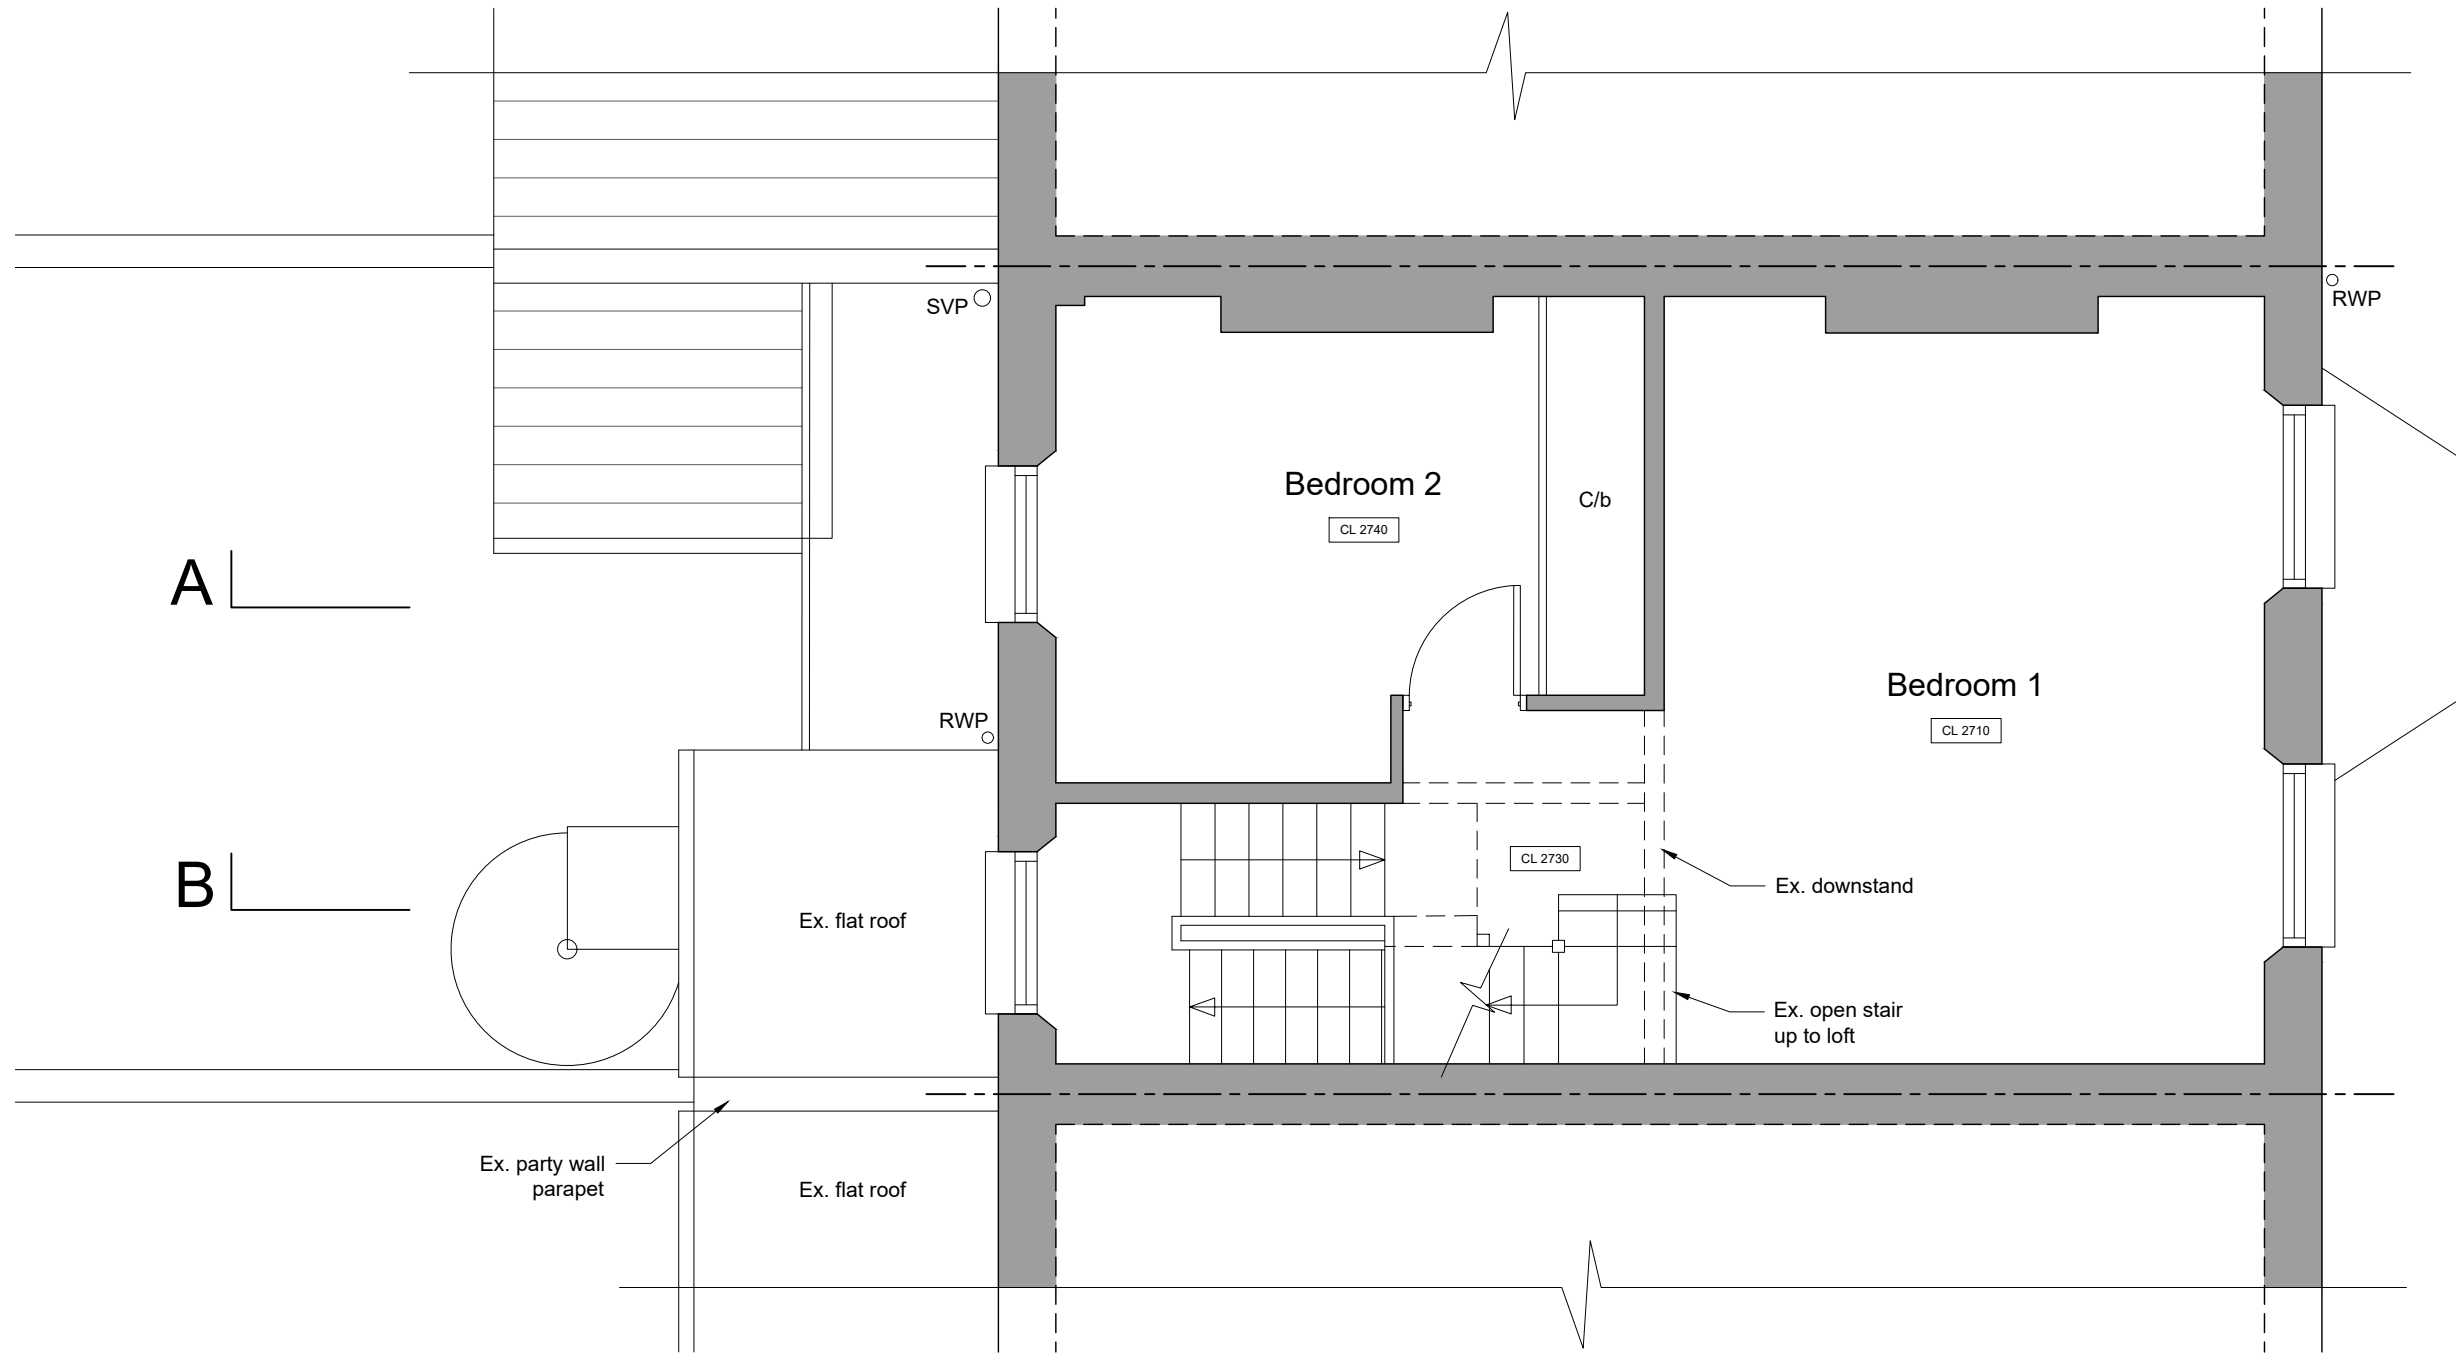 SVP
RWP
Bedroom 2
C/b
CL 2740
A
Bedroom 1
RWP
CL 2710
B
CL 2730
Ex. downstand
Ex. flat roof
Ex. open stair
up to loft
Ex. party wall
parapet
Ex. flat roof